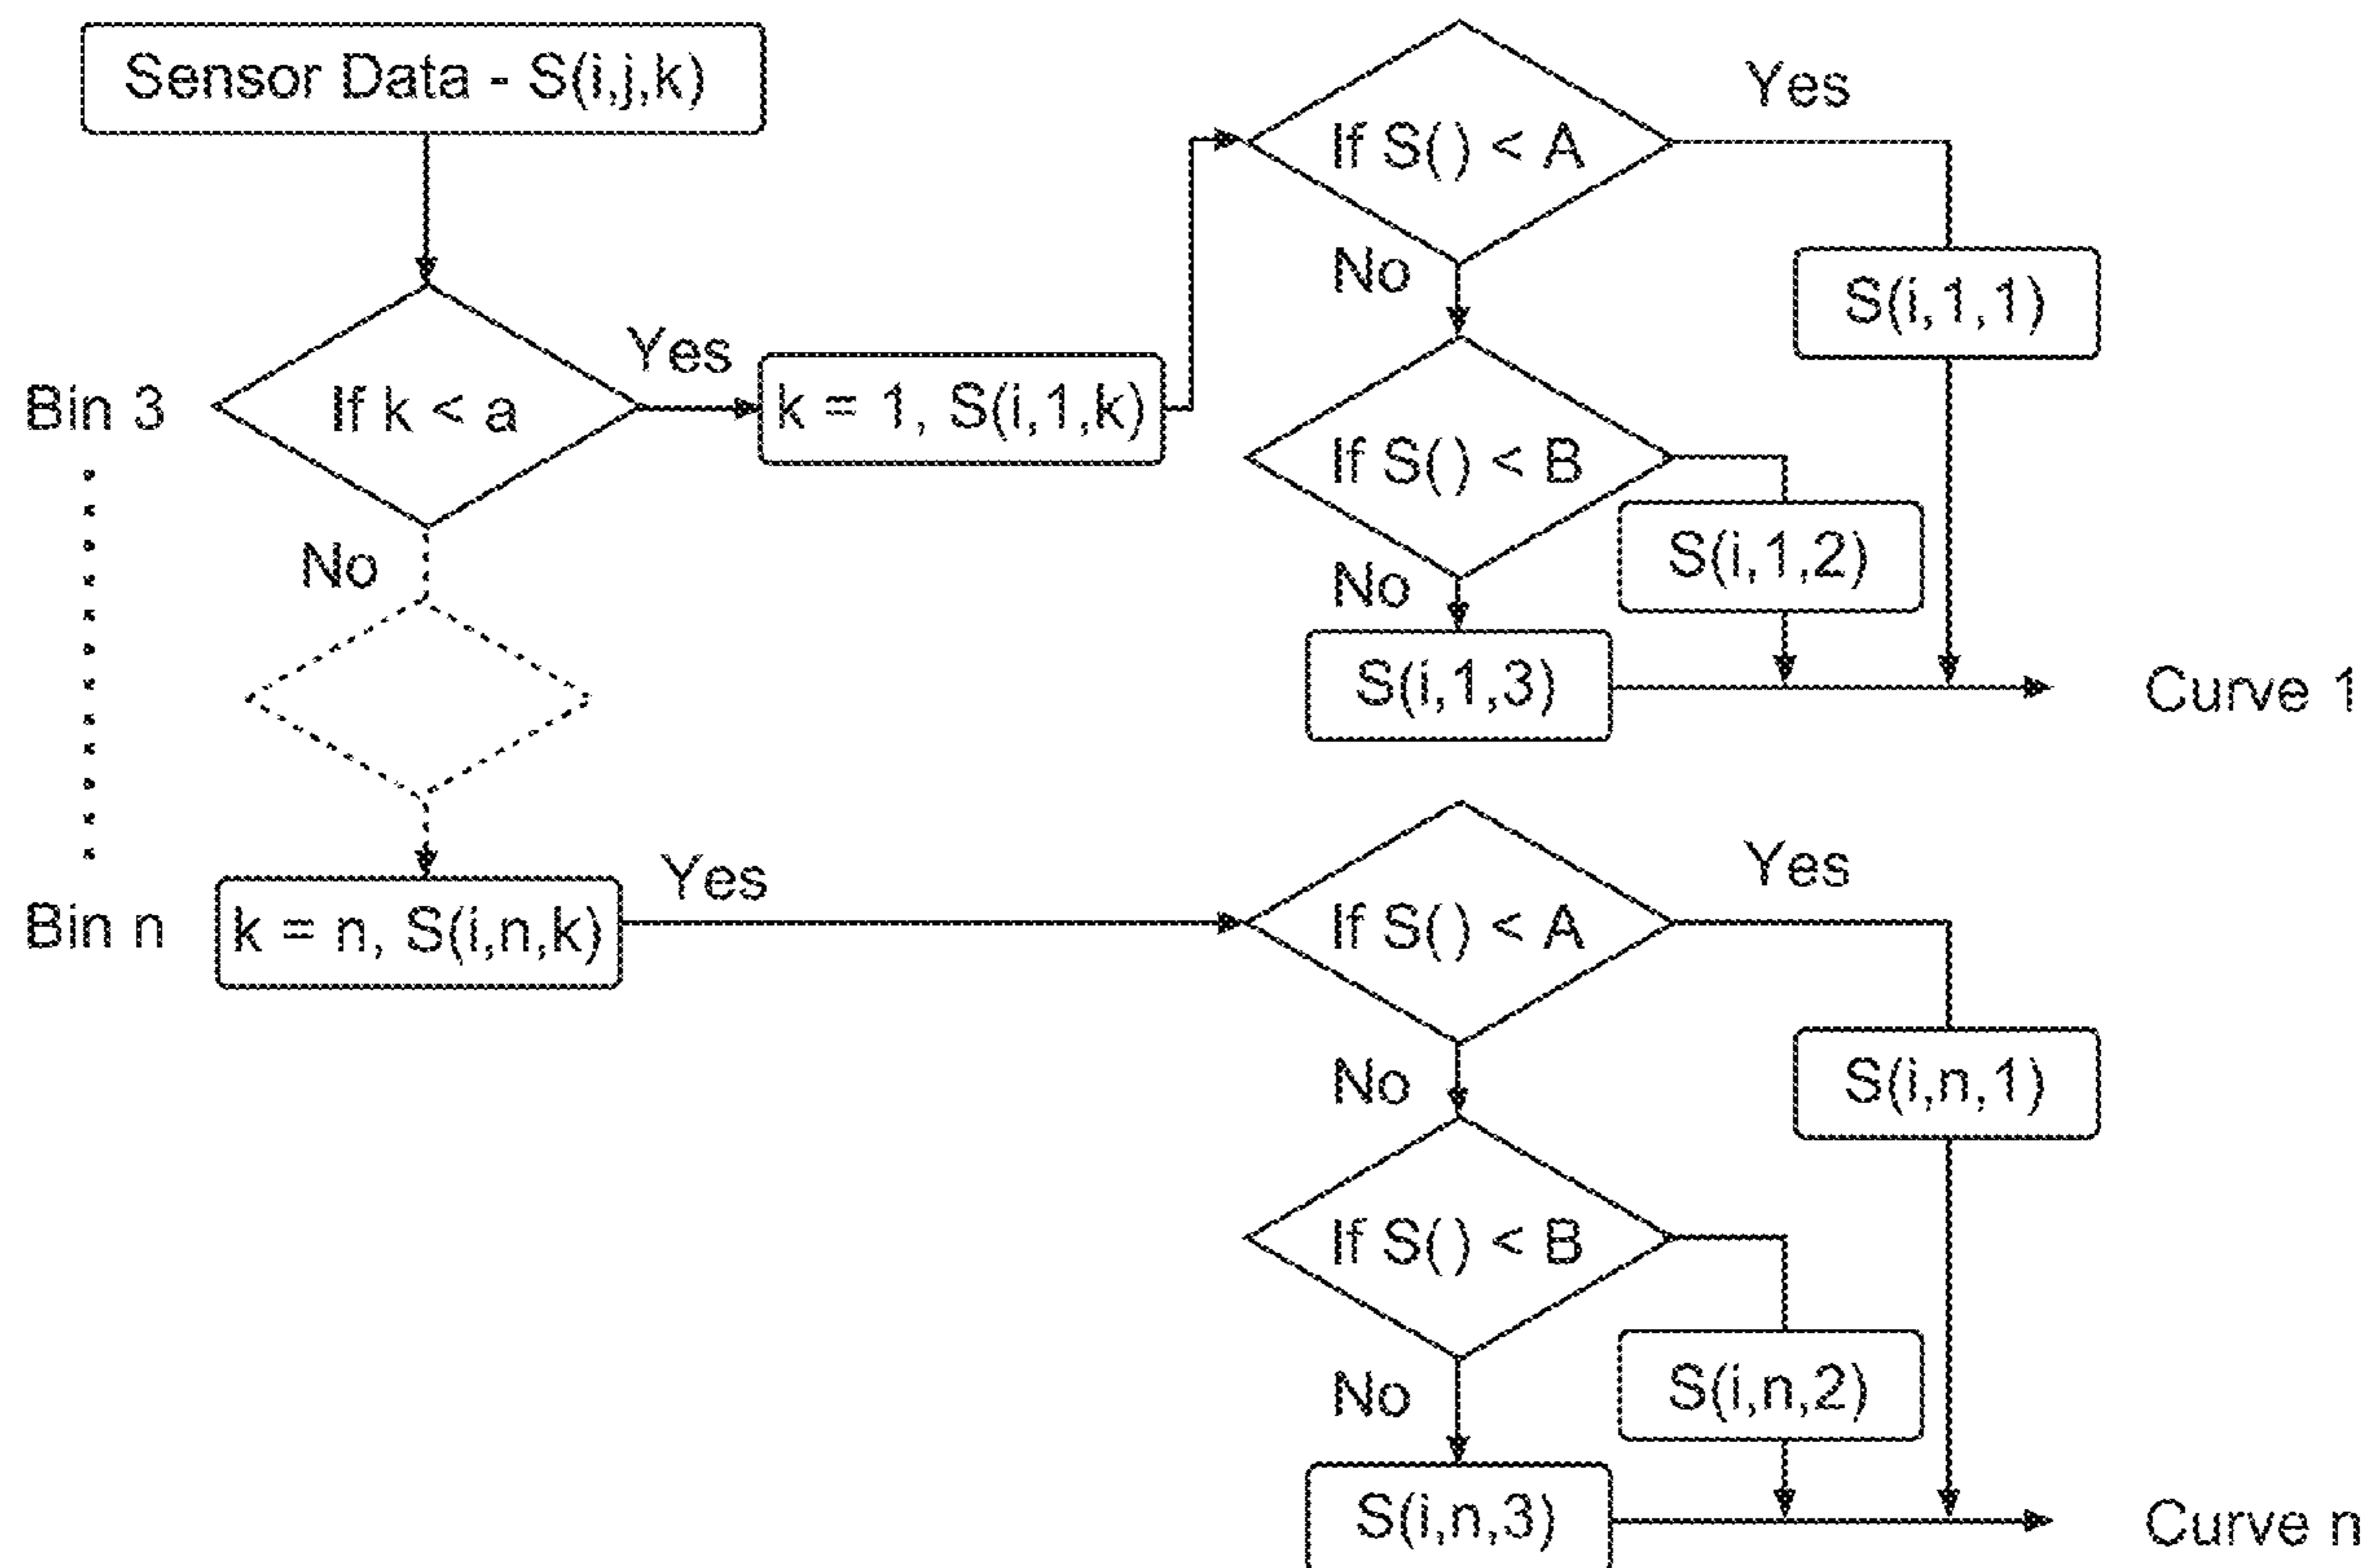 Sensor Data - S(i,j,k)
Bin 3
If k < a
Yes
No
k = 1, S(i,1,k)
If S() < A
Yes
No
S(i,1,1)
If S() < B
No
S(i,1,2)
S(i,1,3)
Curve 1
Bin n
k = n, S(i,n,k)
Yes
If S() < A
Yes
No
S(i,n,1)
If S() < B
No
S(i,n,2)
S(i,n,3)
Curve n